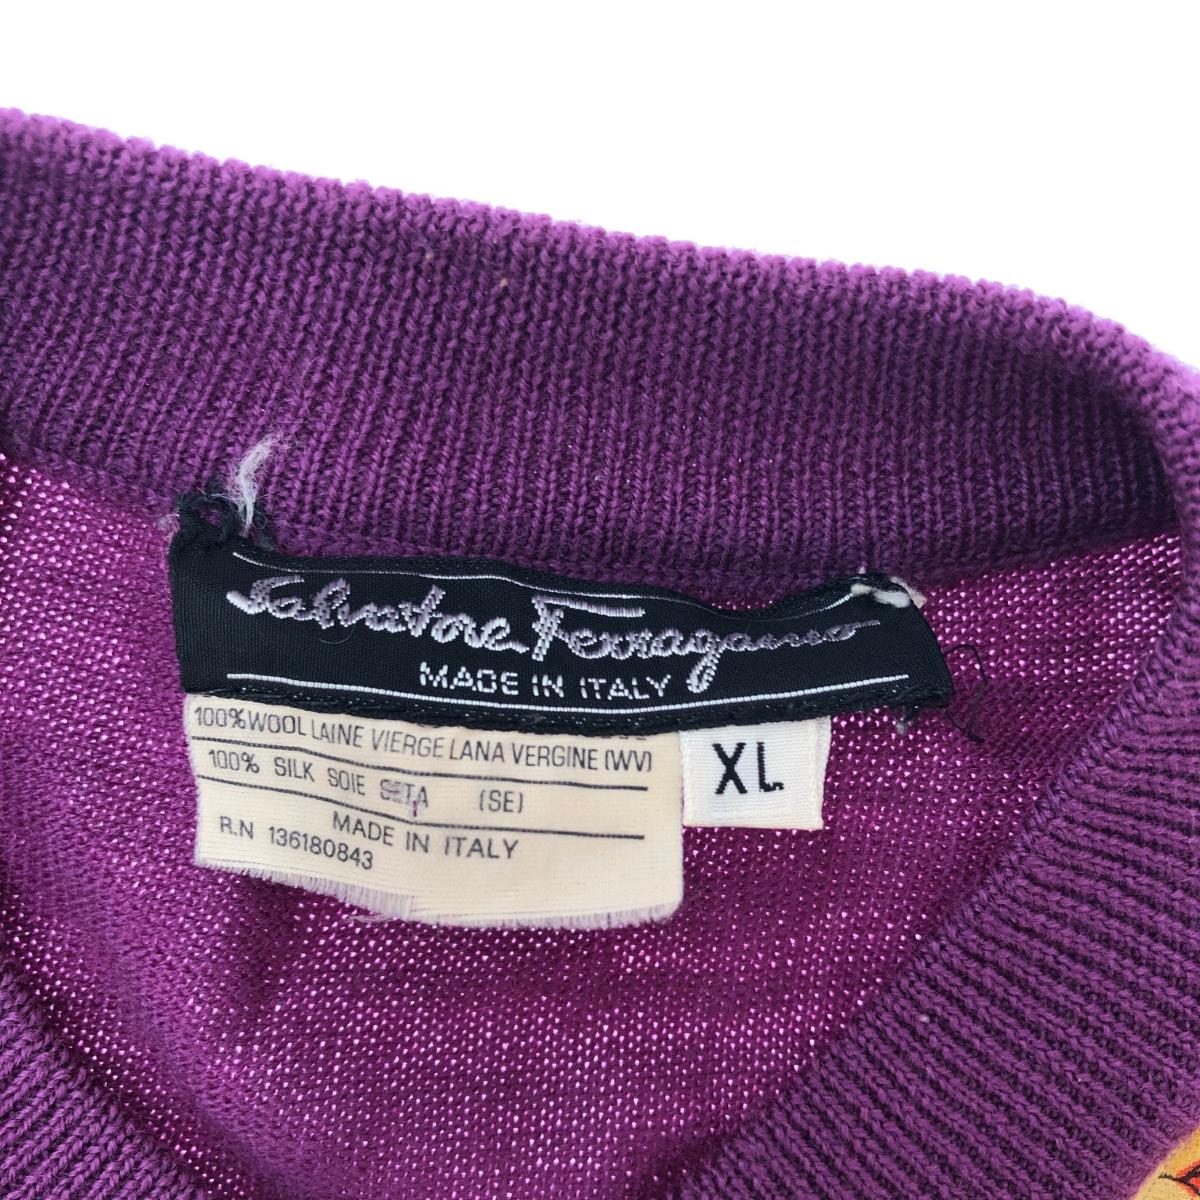 Salvatore Ferragamo
MADE IN ITALY
100% WOOL LAINE VIERGE LANA VERGINE (WV)
100% SILK SOIE SETA (SE)
MADE IN ITALY
R.N 136180843
XL